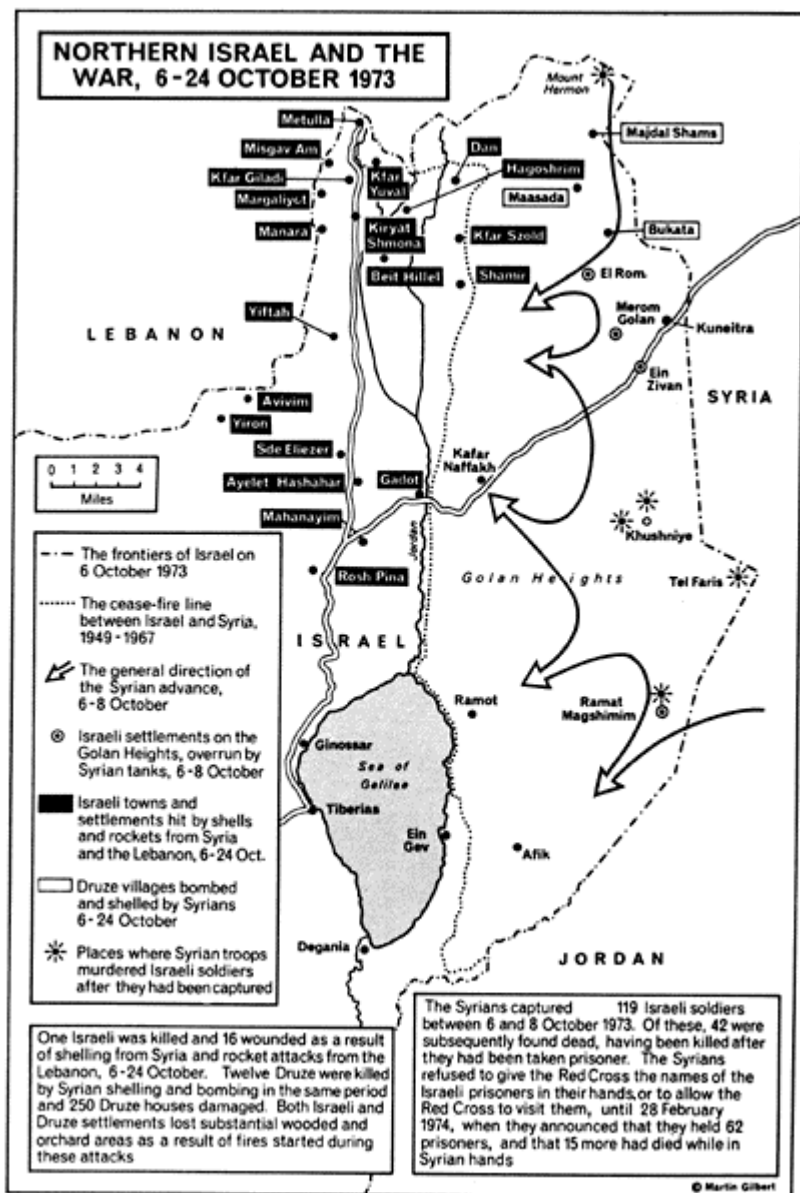 NORTHERN ISRAEL AND THE
WAR, 6-24 OCTOBER 1973
Mount
Hermon
Metulla
Majdal Shams
Misgav Am
Dan
Kfar Giladi
Kfar
Yuval
Hagoshrim
Margaliyot
Maasada
Manara
Kiryat
Shmona
Kfar Szold
Bukata
Beit Hillel
Shamir
El Rom
Merom
Golan
Yiftah
LEBANON
Kuneitra
Ein
Zivan
SYRIA
Avivim
Yiron
Sde Eliezer
Kafar
Naffakh
0 1 2 3 4
Miles
Ayelet Hashahar
Gadot
Mahanayim
Khushniye
Jordan
Rosh Pina
Golan Heights
Tel Faris
ISRAEL
Ramot
Ramat
Magshimim
Ginossar
Sea of
Galilee
Tiberias
Ein
Gev
Afik
Degania
JORDAN
The frontiers of Israel on
6 October 1973
The cease-fire line
between Israel and Syria,
1949-1967
The general direction of
the Syrian advance,
6-8 October
Israeli settlements on the
Golan Heights, overrun by
Syrian tanks, 6-8 October
Israeli towns and
settlements hit by shells
and rockets from Syria
and the Lebanon, 6-24 Oct.
Druze villages bombed
and shelled by Syrians
6-24 October
Places where Syrian troops
murdered Israeli soldiers
after they had been captured
One Israeli was killed and 16 wounded as a result
of shelling from Syria and rocket attacks from the
Lebanon, 6-24 October. Twelve Druze were killed
by Syrian shelling and bombing in the same period
and 250 Druze houses damaged. Both Israeli and
Druze settlements lost substantial wooded and
orchard areas as a result of fires started during
these attacks
The Syrians captured 119 Israeli soldiers
between 6 and 8 October 1973. Of these, 42 were
subsequently found dead, having been killed after
they had been taken prisoner. The Syrians
refused to give the Red Cross the names of the
Israeli prisoners in their hands, or to allow the
Red Cross to visit them, until 28 February
1974, when they announced that they held 62
prisoners, and that 15 more had died while in
Syrian hands
© Martin Gilbert